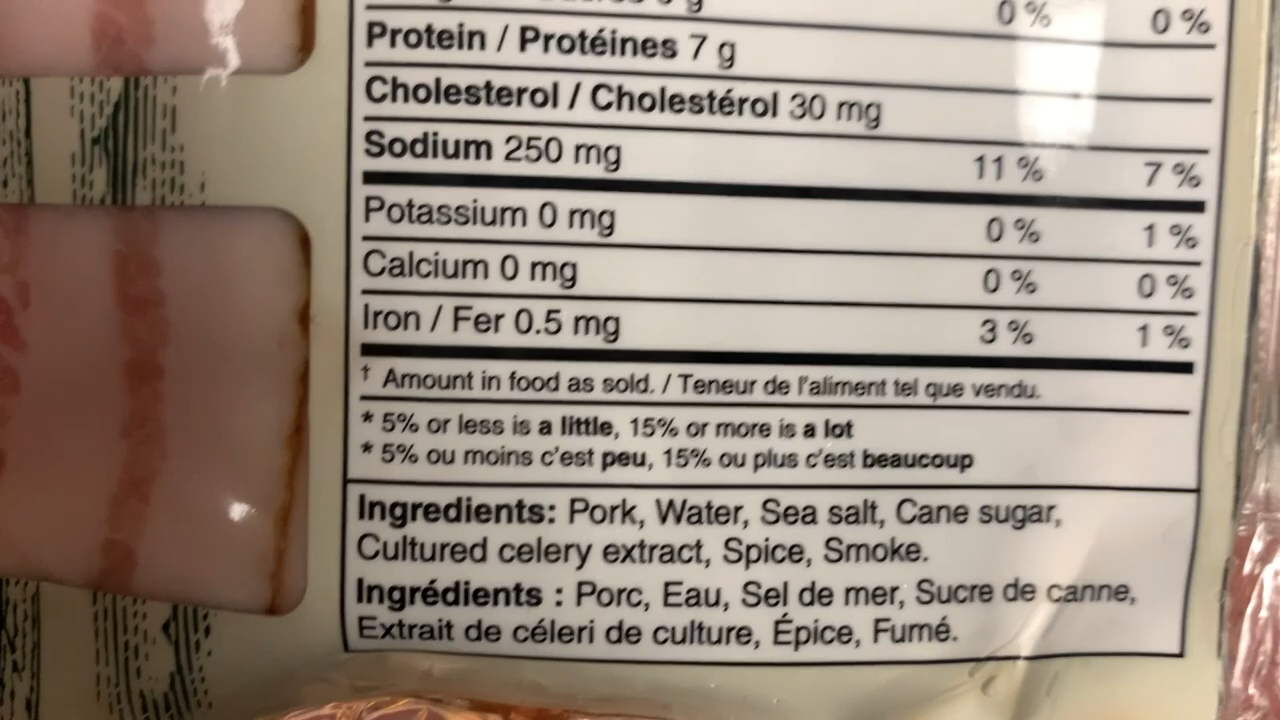 0 % 0 %
Protein / Protéines 7 g
Cholesterol / Cholestérol 30 mg
Sodium 250 mg 11 % 7 %
Potassium 0 mg 0 % 1 %
Calcium 0 mg 0 % 0 %
Iron / Fer 0.5 mg 3 % 1 %
† Amount in food as sold. / Teneur de l'aliment tel que vendu.
* 5% or less is a little, 15% or more is a lot
* 5% ou moins c'est peu, 15% ou plus c'est beaucoup
Ingredients: Pork, Water, Sea salt, Cane sugar,
Cultured celery extract, Spice, Smoke.
Ingrédients : Porc, Eau, Sel de mer, Sucre de canne,
Extrait de céleri de culture, Épice, Fumé.